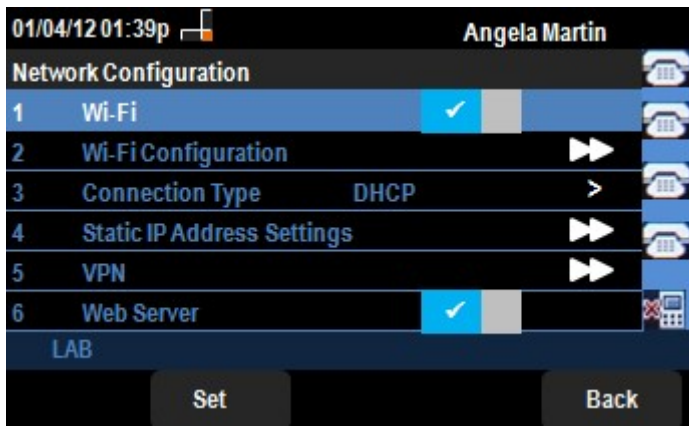 01/04/12 01:39p Angela Martin
Network Configuration
1 Wi-Fi
2 Wi-Fi Configuration
3 Connection Type DHCP >
4 Static IP Address Settings
5 VPN
6 Web Server
LAB
Set Back